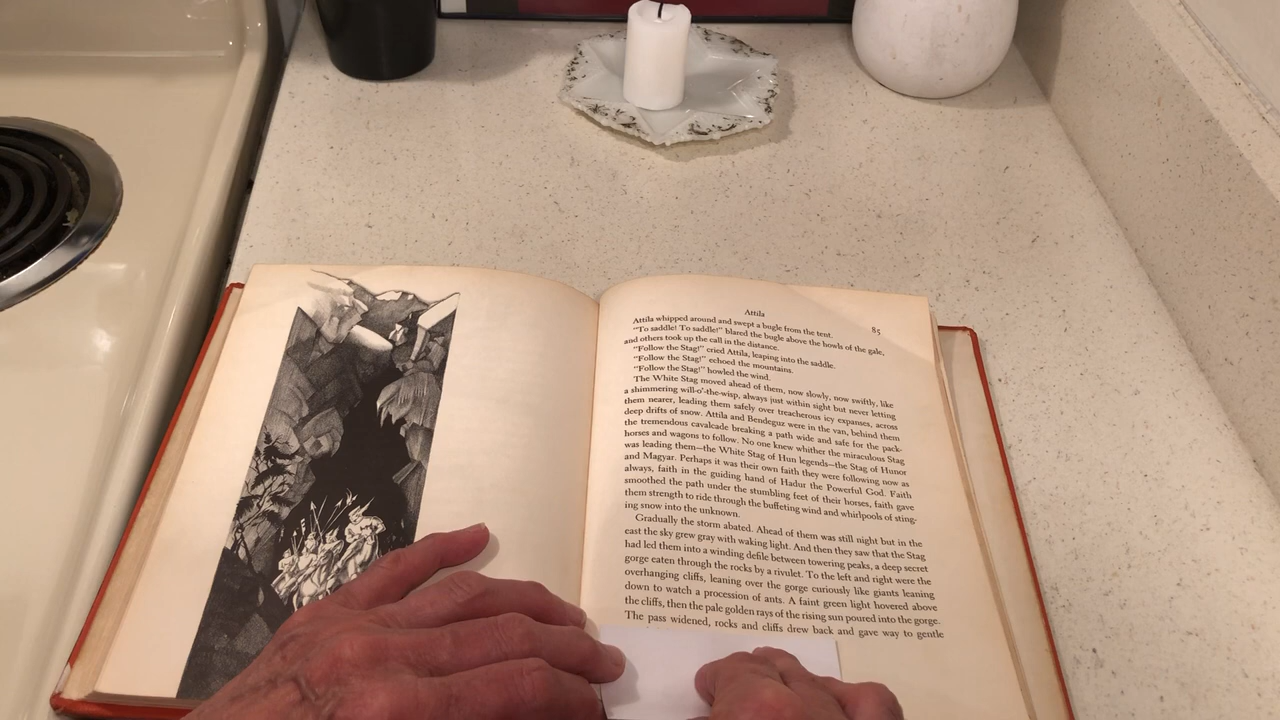 Attila
85
Attila whipped around and swept a bugle from the tent.
"To saddle! To saddle!" blared the bugle above the howls of the gale,
and others took up the call in the distance.
"Follow the Stag!" cried Attila, leaping into the saddle.
"Follow the Stag!" echoed the mountains.
"Follow the Stag!" howled the wind.
The White Stag moved ahead of them, now slowly, now swiftly, like
a shimmering will-o'-the-wisp, always just within sight but never letting
them nearer, leading them safely over treacherous icy expanses, across
deep drifts of snow. Attila and Bendeguz were in the van, behind them
the tremendous cavalcade breaking a path wide and safe for the pack-
horses and wagons to follow. No one knew whither the miraculous Stag
was leading them—the White Stag of Hun legends—the Stag of Hunor
and Magyar. Perhaps it was their own faith they were following now as
always, faith in the guiding hand of Hadur the Powerful God. Faith
smoothed the path under the stumbling feet of their horses, faith gave
them strength to ride through the buffeting wind and whirlpools of sting-
ing snow into the unknown.
Gradually the storm abated. Ahead of them was still night but in the
east the sky grew gray with waking light. And then they saw that the Stag
had led them into a winding defile between towering peaks, a deep secret
gorge eaten through the rocks by a rivulet. To the left and right were the
overhanging cliffs, leaning over the gorge curiously like giants leaning
down to watch a procession of ants. A faint green light hovered above
the cliffs, then the pale golden rays of the rising sun poured into the gorge.
The pass widened, rocks and cliffs drew back and gave way to gentle